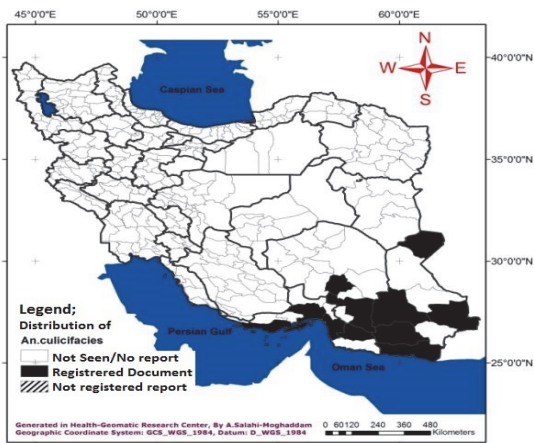 45°0'0"E 50°0'0"E 55°0'0"E 60°0'0"E
N
W E
S
40°0'0"N
Caspian Sea
35°0'0"N
30°0'0"N
Legend;
Distribution of
An.culicifacies
Not Seen/No report
Registrered Document
Not registered report
Persian Gulf
Oman Sea
25°0'0"N
Generated in Health-Geomatic Research Center, By A.Salahi-Moghaddam
Geographic Coordinate System: GCS_WGS_1984, Datum: D_WGS_1984
0 60 120 240 360 480
Kilometers